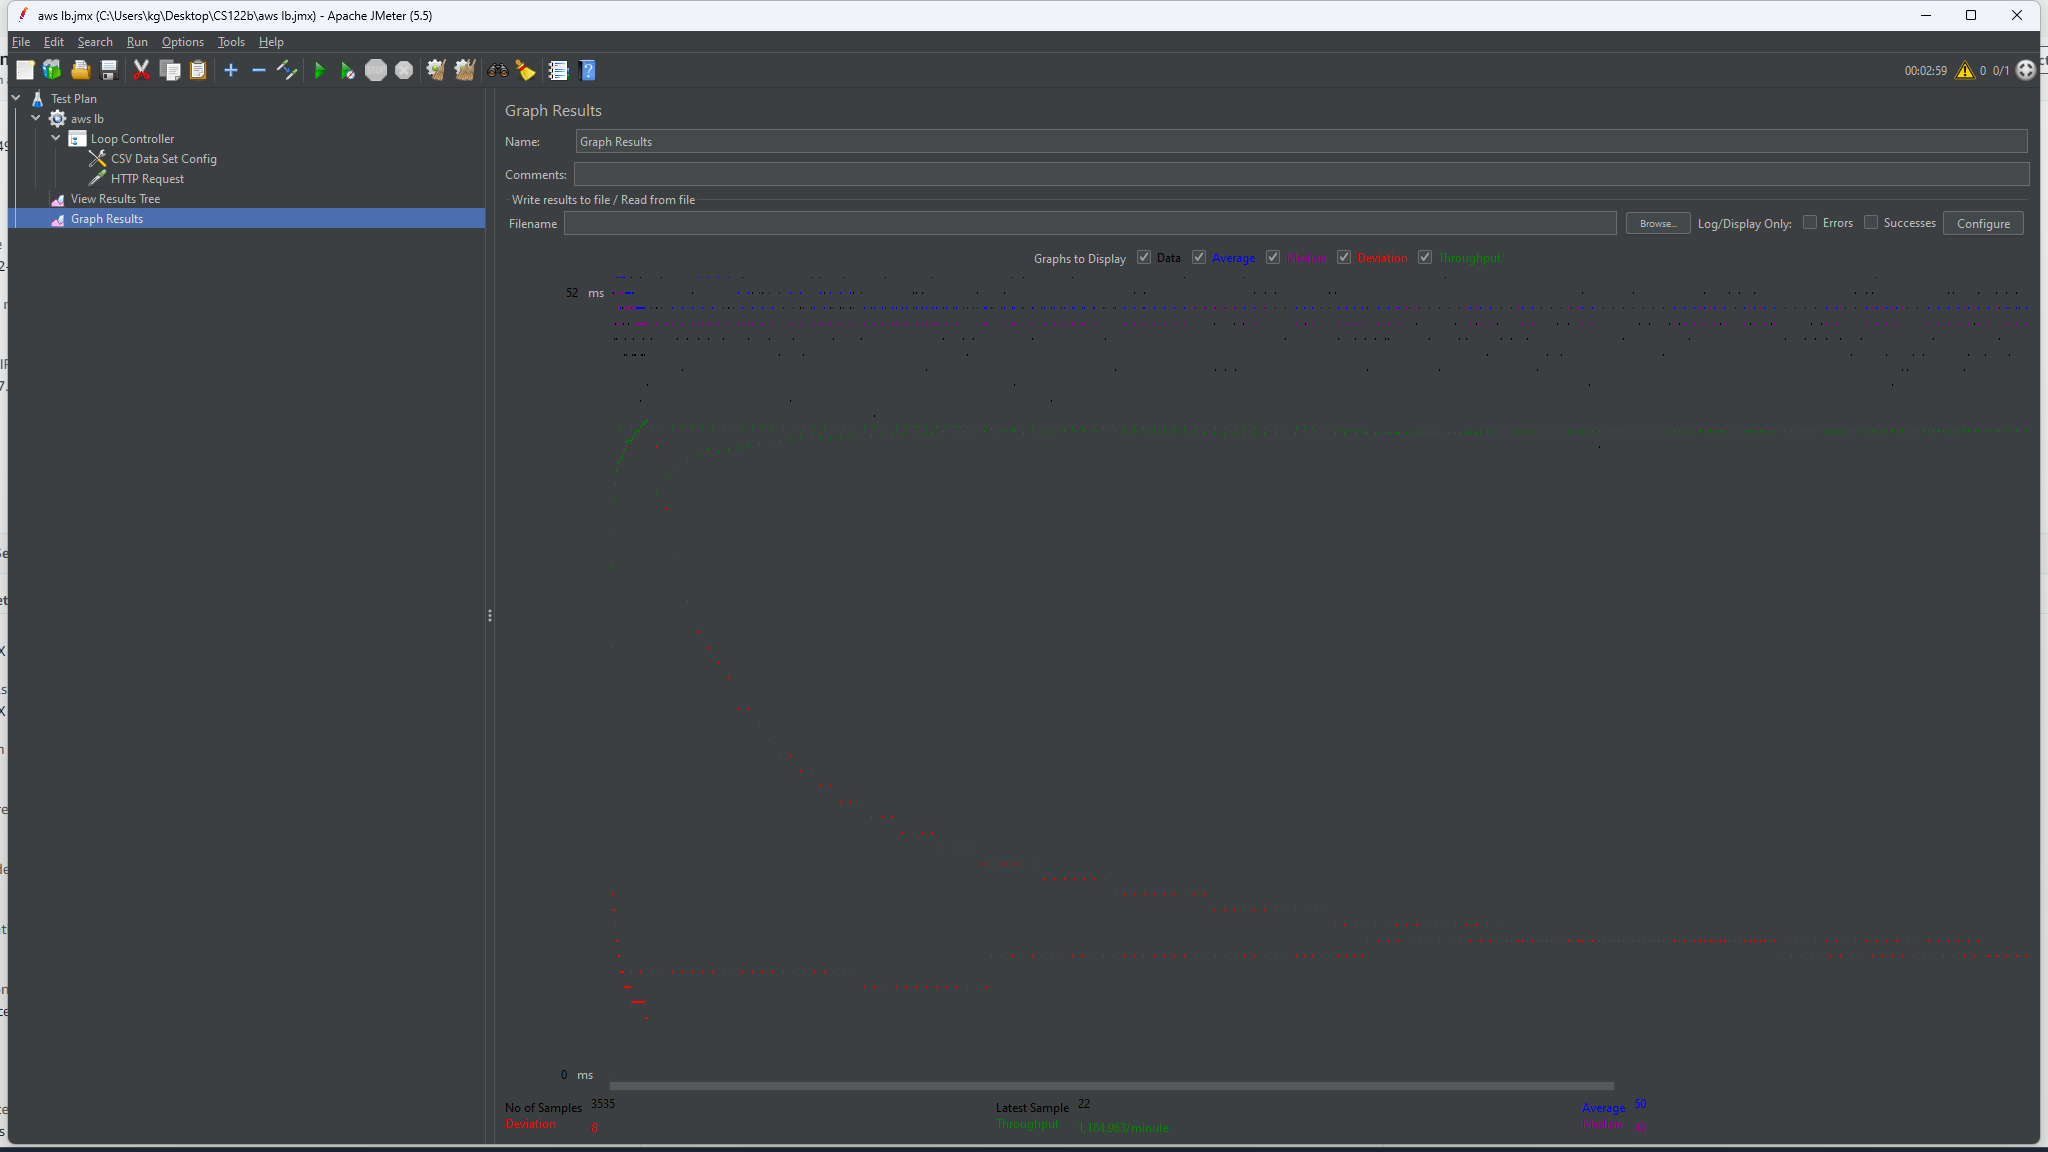 aws lb.jmx (C:\Users\kg\Desktop\CS122b\aws lb.jmx) - Apache JMeter (5.5)
File Edit Search Run Options Tools Help
00:02:59 0 0/1
Test Plan
aws lb
Loop Controller
CSV Data Set Config
HTTP Request
View Results Tree
Graph Results
Graph Results
Name: Graph Results
Comments:
Write results to file / Read from file
Filename Browse... Log/Display Only: Errors Successes Configure
Graphs to Display Data Average Median Deviation Throughput
52 ms
0 ms
No of Samples 3535 Latest Sample 22 Average 50
Deviation 8 Throughput 1,184.963/minute Median 49